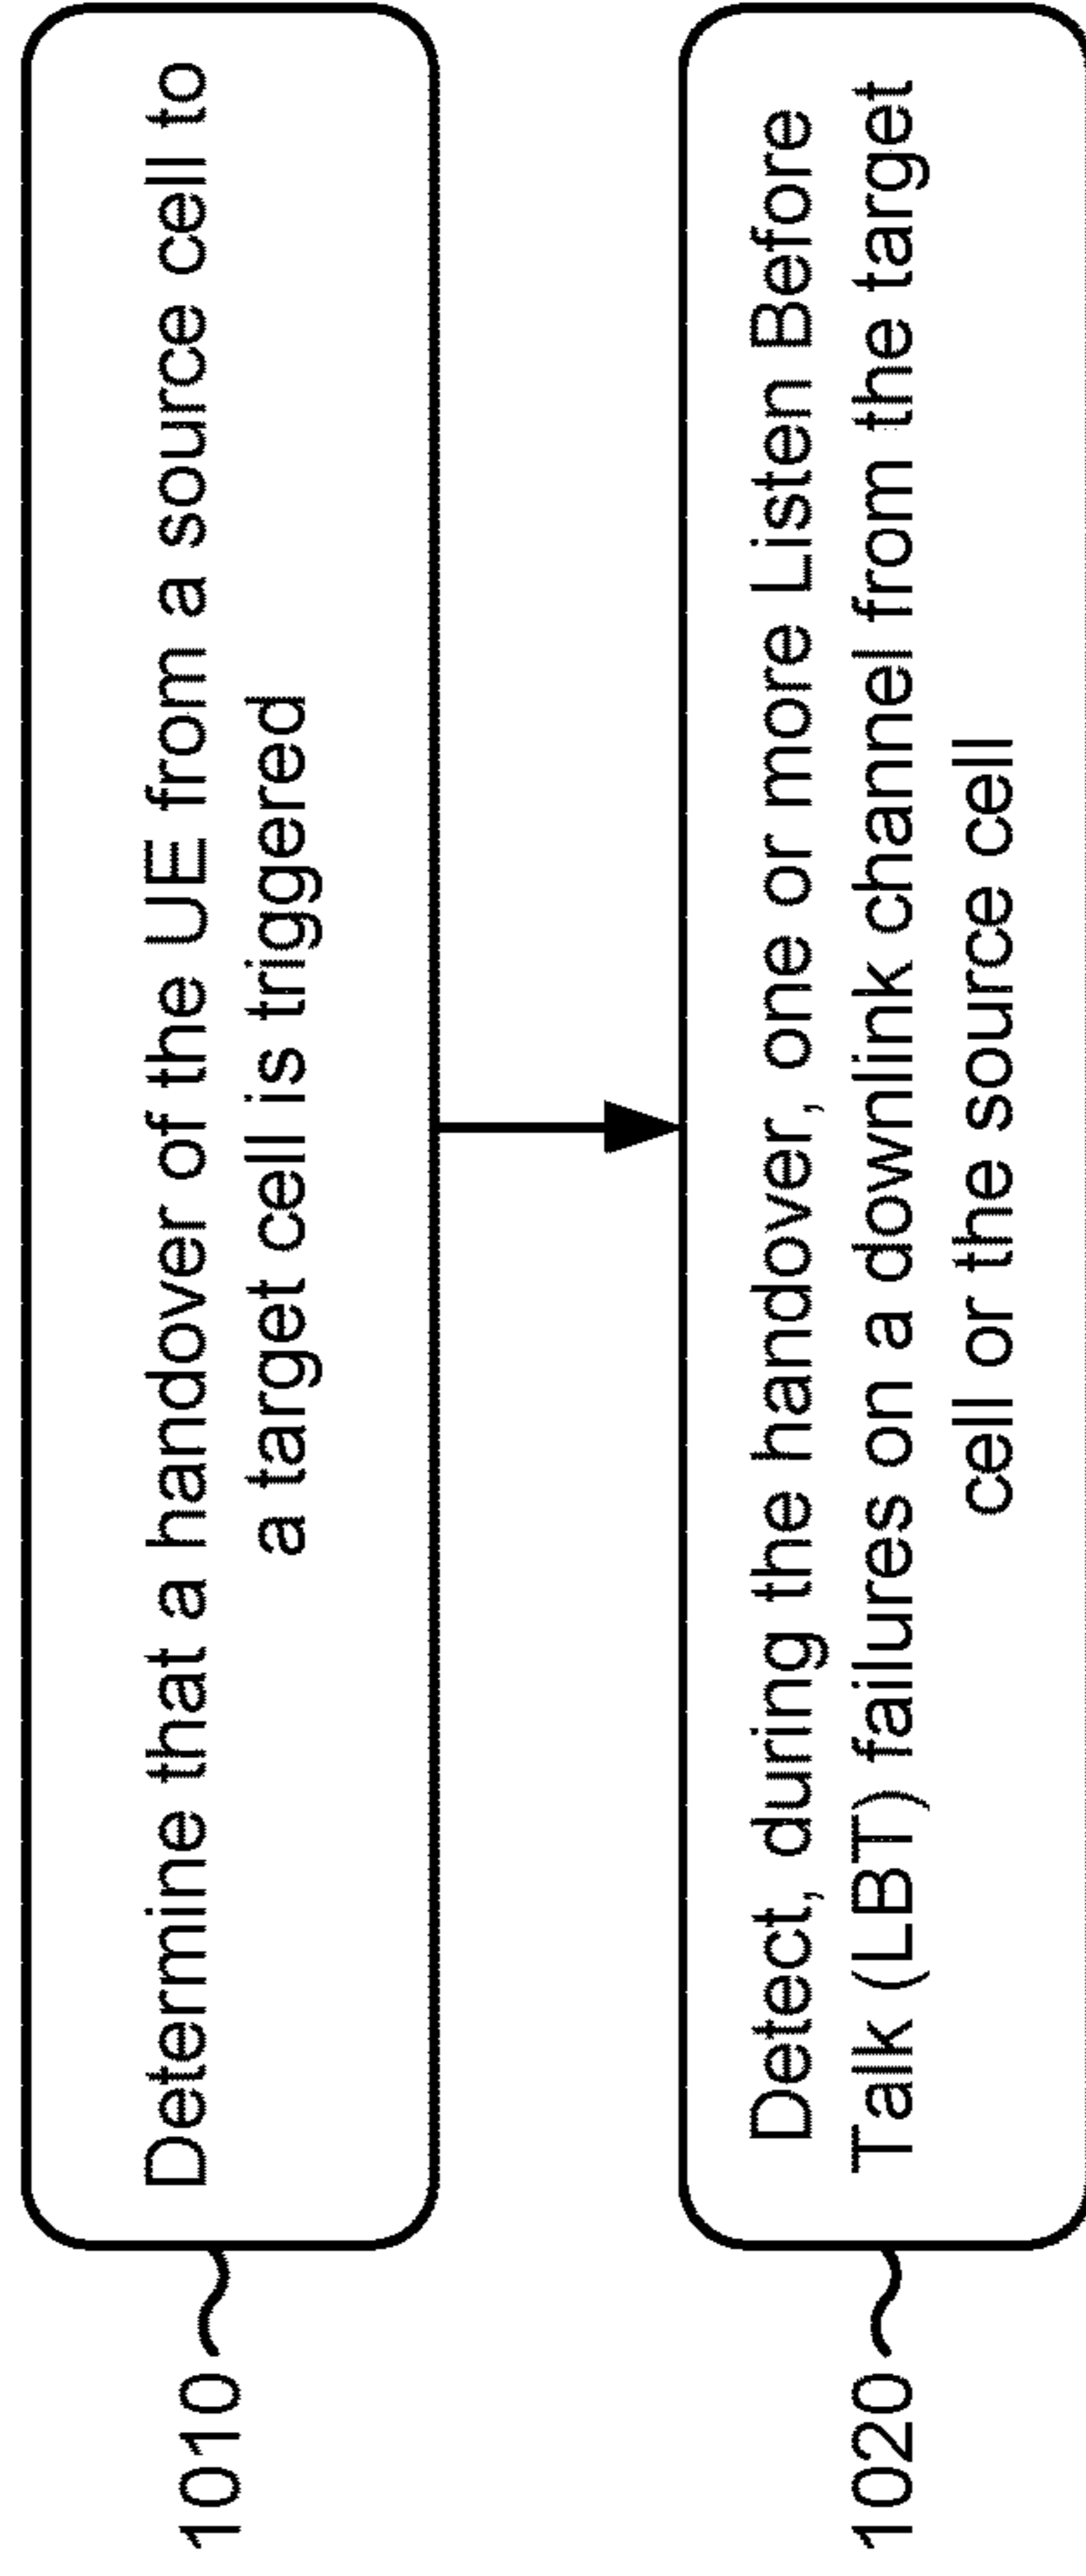 1010
Determine that a handover of the UE from a source cell to
a target cell is triggered
1020
Detect, during the handover, one or more Listen Before
Talk (LBT) failures on a downlink channel from the target
cell or the source cell